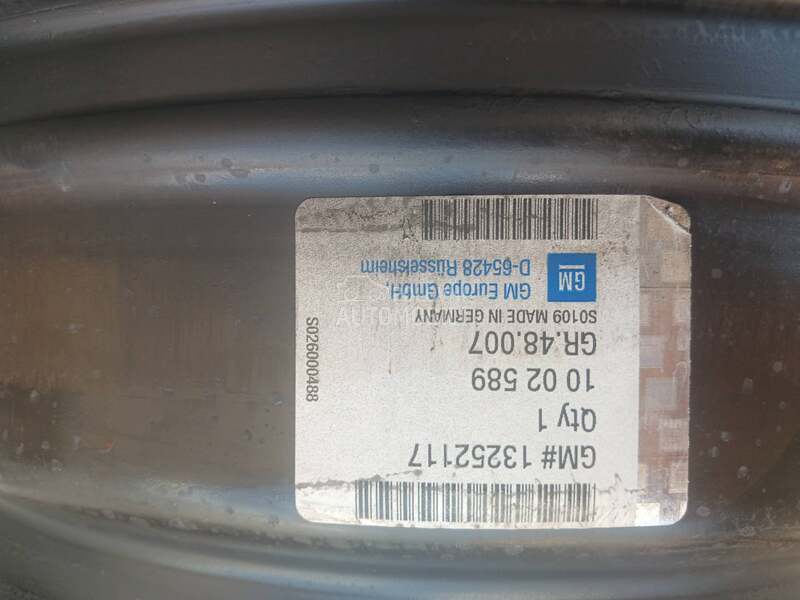 GM# 13252117
Qty 1
10 02 589
GR.48.007
S0109 MADE IN GERMANY
GM
GM Europe GmbH,
D-65428 Rüsselsheim
S026000488